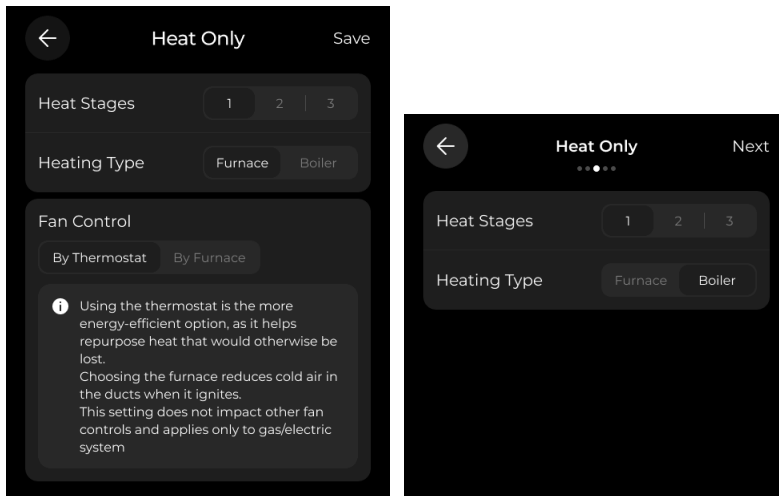 Heat Only Save
Heat Stages 1 2 3
Heating Type Furnace Boiler
Fan Control
By Thermostat By Furnace
Using the thermostat is the more
energy-efficient option, as it helps
repurpose heat that would otherwise be
lost.
Choosing the furnace reduces cold air in
the ducts when it ignites.
This setting does not impact other fan
controls and applies only to gas/electric
system
Heat Only Next
Heat Stages 1 2 3
Heating Type Furnace Boiler